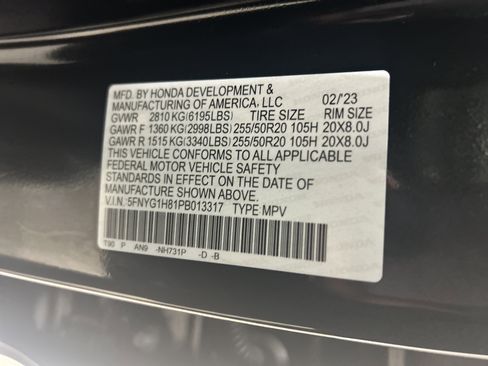 MFD. BY HONDA DEVELOPMENT &
MANUFACTURING OF AMERICA, LLC 02/'23
GVWR 2810 KG(6195LBS) TIRE SIZE RIM SIZE
GAWR F 1360 KG(2998LBS) 255/50R20 105H 20X8.0J
GAWR R 1515 KG(3340LBS) 255/50R20 105H 20X8.0J
THIS VEHICLE CONFORMS TO ALL APPLICABLE
FEDERAL MOTOR VEHICLE SAFETY
STANDARDS IN EFFECT ON THE DATE OF
MANUFACTURE SHOWN ABOVE.
V.I.N.: 5FNYG1H81PB013317 TYPE:MPV
T90 P AN9 -NH731P -D -B